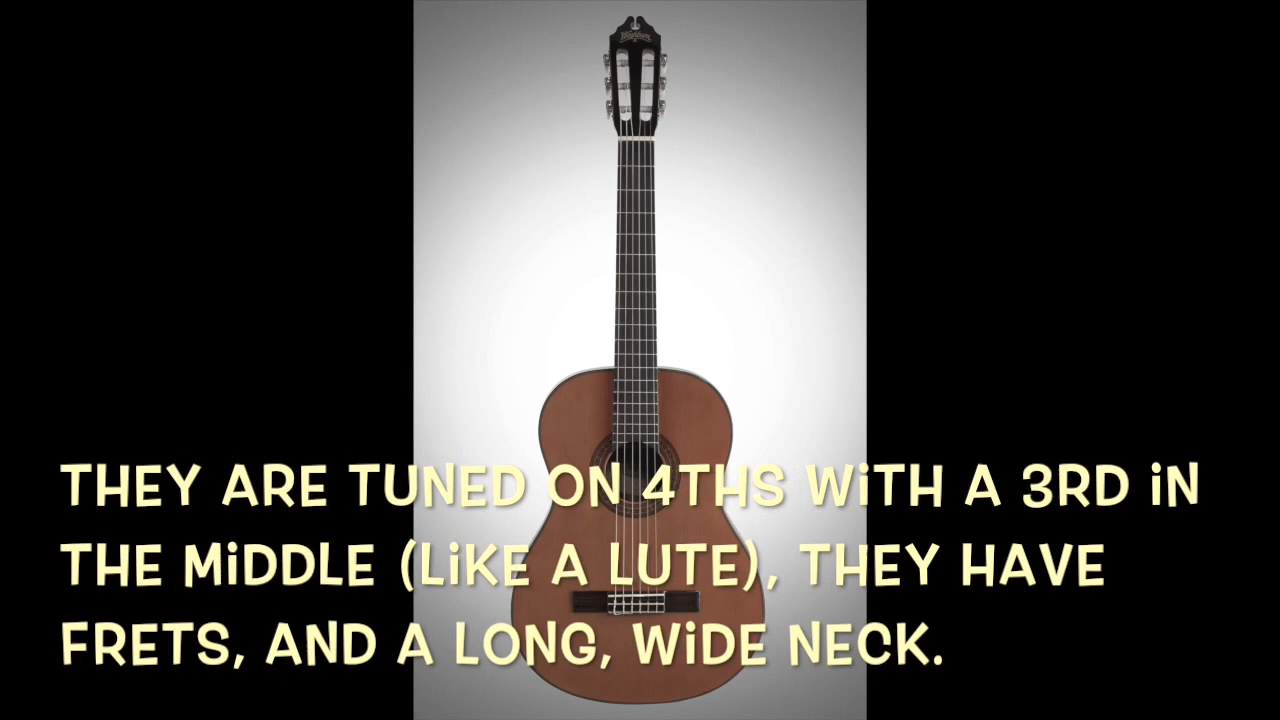 Washburn
THEY ARE TUNED ON 4THS WiTH A 3RD iN
THE MiDDLE (LiKE A LUTE), THEY HAVE
FRETS, AND A LONG, WiDE NECK.